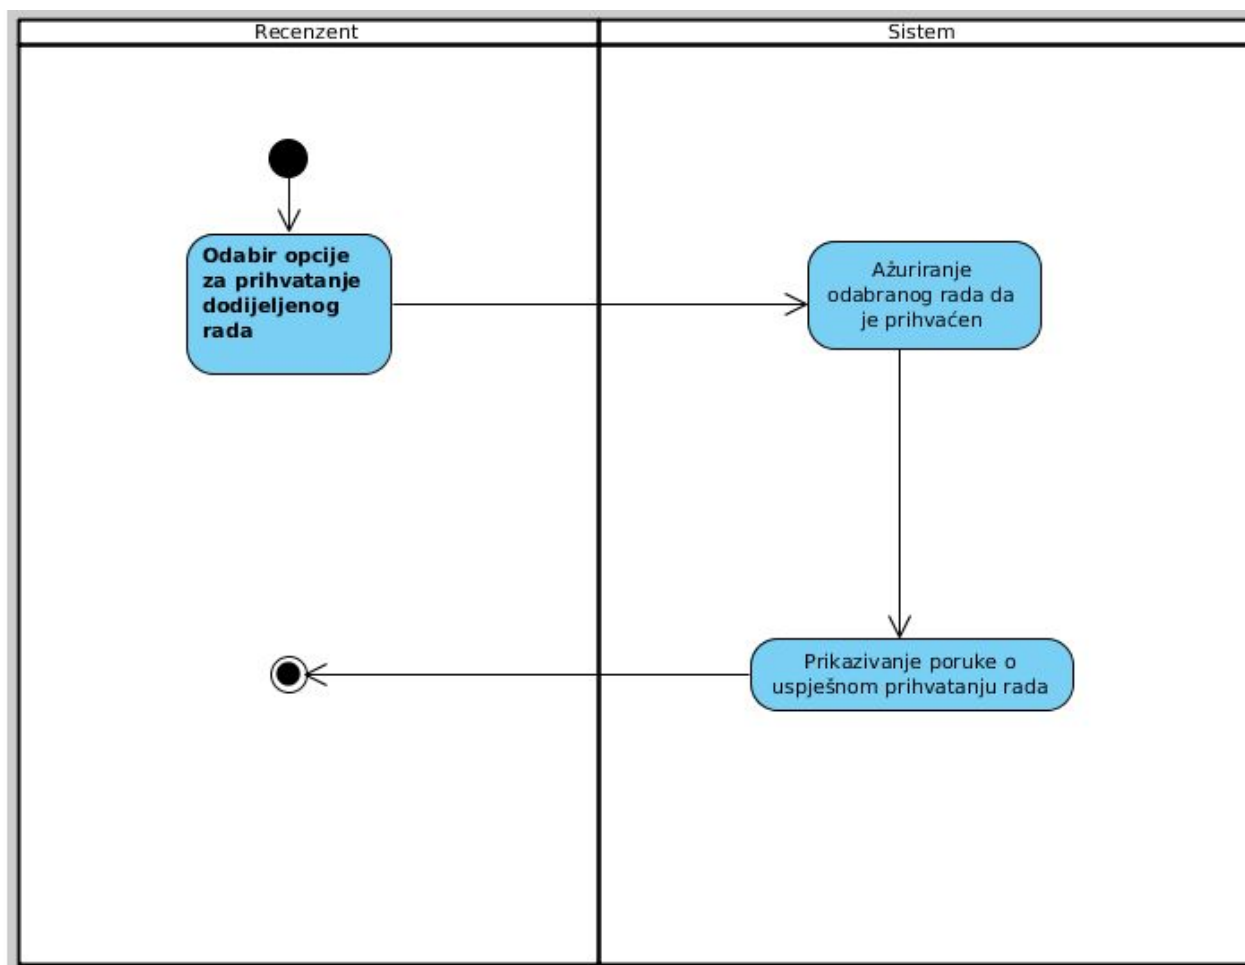 Recenzent
Sistem
Odabir opcije
za prihvatanje
dodijeljenog
rada
Ažuriranje
odabranog rada da
je prihvaćen
Prikazivanje poruke o
uspješnom prihvatanju rada